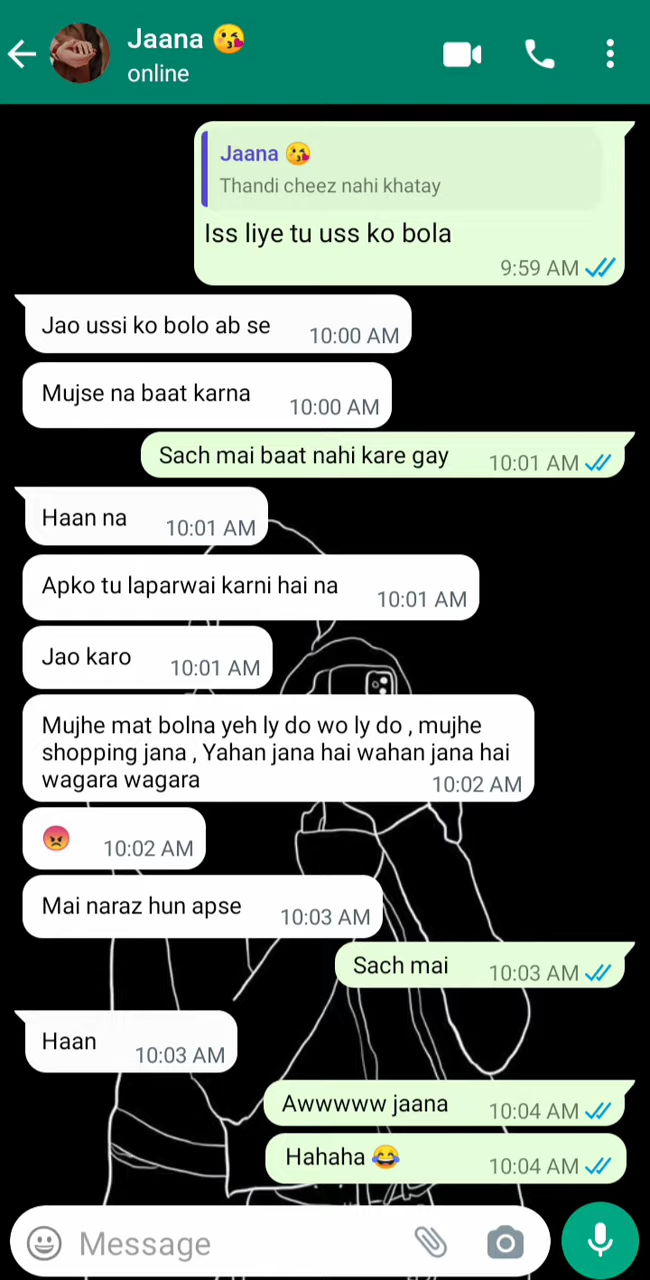 Jaana 😘
online
Jaana 😘
Thandi cheez nahi khatay
Iss liye tu uss ko bola
9:59 AM
Jao ussi ko bolo ab se
10:00 AM
Mujse na baat karna
10:00 AM
Sach mai baat nahi kare gay
10:01 AM
Haan na
10:01 AM
Apko tu laparwai karni hai na
10:01 AM
Jao karo
10:01 AM
Mujhe mat bolna yeh ly do wo ly do , mujhe
shopping jana , Yahan jana hai wahan jana hai
wagara wagara
10:02 AM
😡
10:02 AM
Mai naraz hun apse
10:03 AM
Sach mai
10:03 AM
Haan
10:03 AM
Awwwww jaana
10:04 AM
Hahaha 😂
10:04 AM
Message